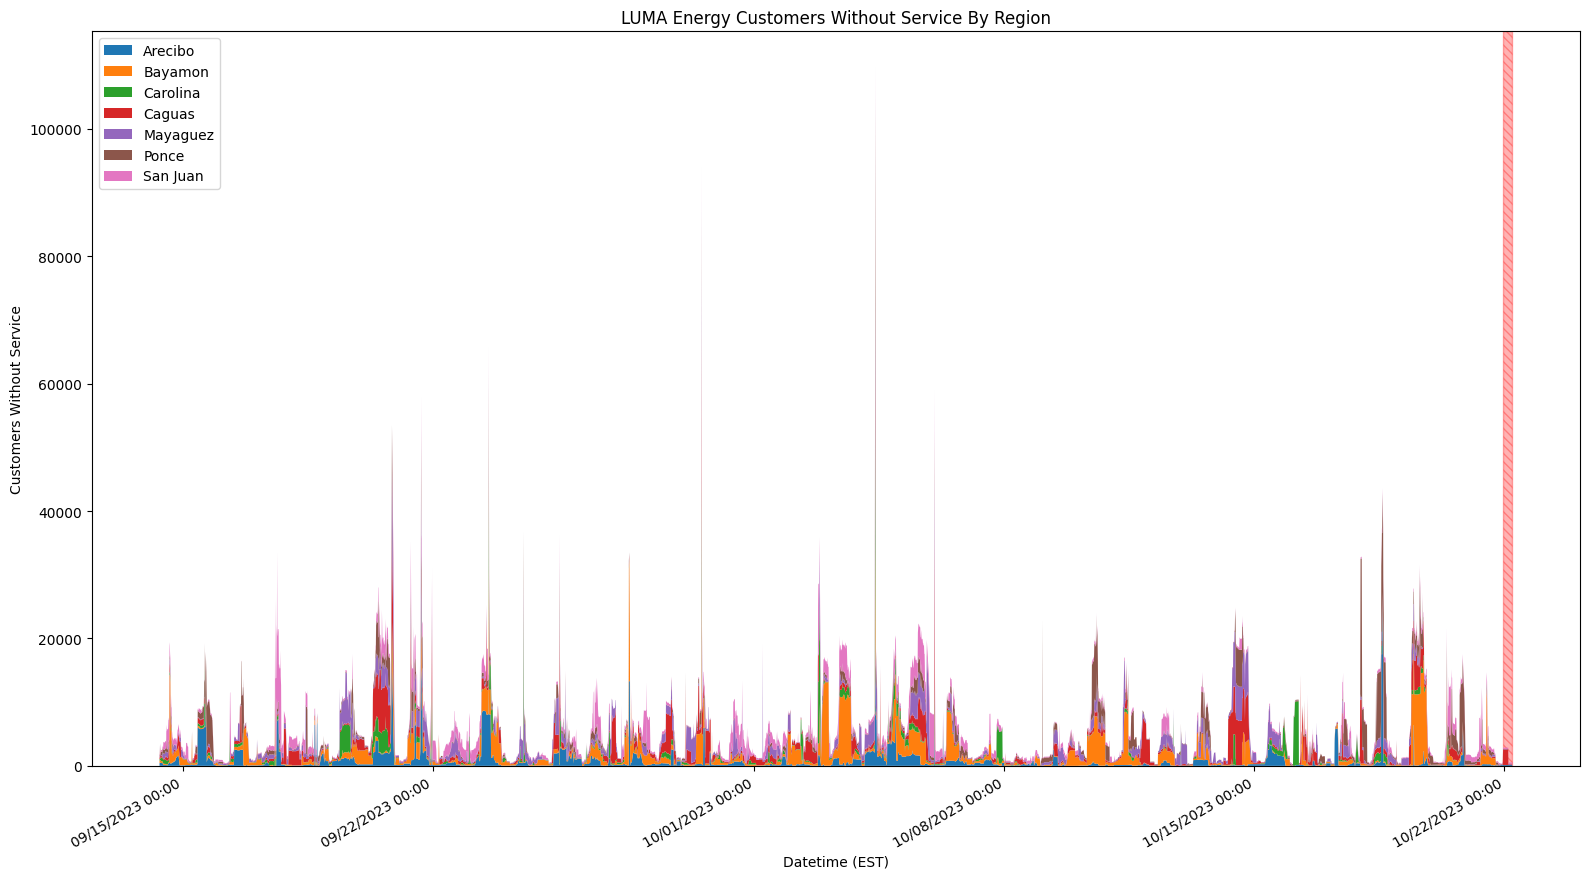 LUMA Energy Customers Without Service By Region
Arecibo
Bayamon
Carolina
Caguas
Mayaguez
Ponce
San Juan
100000
80000
60000
40000
20000
0
Customers Without Service
09/15/2023 00:00
09/22/2023 00:00
10/01/2023 00:00
10/08/2023 00:00
10/15/2023 00:00
10/22/2023 00:00
Datetime (EST)